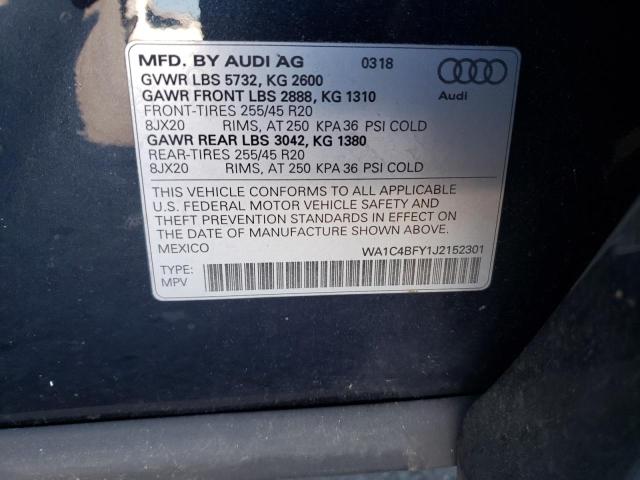 MFD. BY AUDI AG 0318
GVWR LBS 5732, KG 2600
GAWR FRONT LBS 2888, KG 1310
FRONT-TIRES 255/45 R20
8JX20 RIMS, AT 250 KPA 36 PSI COLD
GAWR REAR LBS 3042, KG 1380
REAR-TIRES 255/45 R20
8JX20 RIMS, AT 250 KPA 36 PSI COLD
Audi
THIS VEHICLE CONFORMS TO ALL APPLICABLE
U.S. FEDERAL MOTOR VEHICLE SAFETY AND
THEFT PREVENTION STANDARDS IN EFFECT ON
THE DATE OF MANUFACTURE SHOWN ABOVE.
MEXICO WA1C4BFY1J2152301
TYPE:
MPV